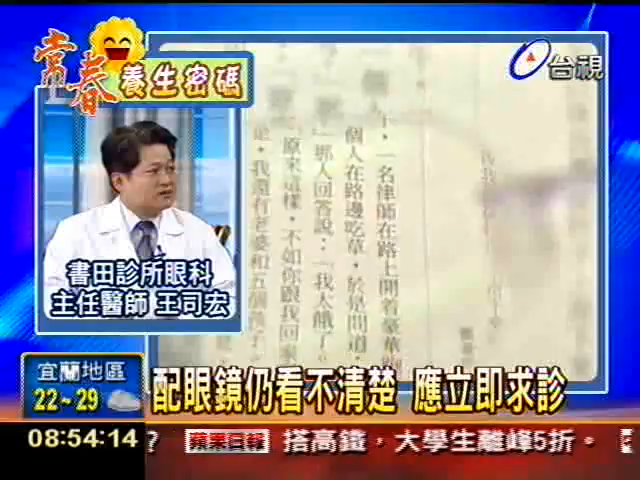 常春
養生密碼
台視
下，一名律師在路上開着豪華
個人在路邊吃草，於是問道
那人回答說：「我太餓了。
「原來這樣，不如你跟我回家
我還有老婆和五個孩子
書田診所眼科
主任醫師 王司宏
宜蘭地區
22~29
配眼鏡仍看不清楚 應立即求診
08:54:14
? 蘋果日報 搭高鐵，大學生離峰5折。